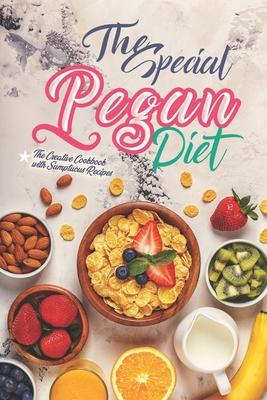 The
Special
Pegan
Diet
The Creative Cookbook
with Sumptuous Recipes